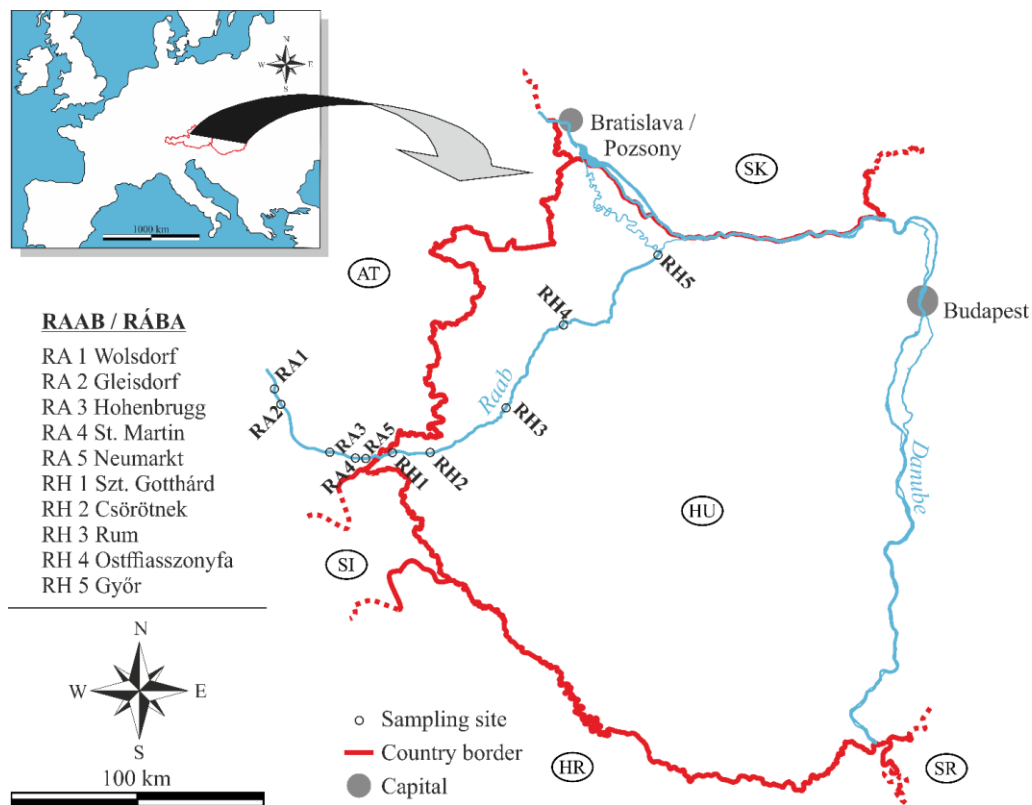 N
W E
S
1000 km
Bratislava /
Pozsony
SK
AT
RH5
RH4
Budapest
RAAB / RÁBA
RA 1 Wolsdorf
RA 2 Gleisdorf
RA 3 Hohenbrugg
RA 4 St. Martin
RA 5 Neumarkt
RH 1 Szt. Gotthárd
RH 2 Csörötnek
RH 3 Rum
RH 4 Ostffiasszonyfa
RH 5 Győr
RA1
RA2
RA3
RA4
RA5
RH1
RH2
RH3
Raab
Danube
HU
SI
HR
SR
N
W E
S
100 km
Sampling site
Country border
Capital